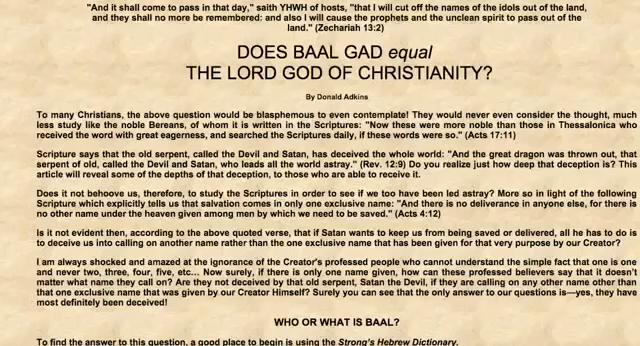 "And it shall come to pass in that day," saith YHWH of hosts, "that I will cut off the names of the idols out of the land,
and they shall no more be remembered: and also I will cause the prophets and the unclean spirit to pass out of the
land." (Zechariah 13:2)
DOES BAAL GAD equal
THE LORD GOD OF CHRISTIANITY?
By Donald Adkins
To many Christians, the above question would be blasphemous to even contemplate! They would never even consider the thought, much
less study like the noble Bereans, of whom it is written in the Scriptures: "Now these were more noble than those in Thessalonica who
received the word with great eagerness, and searched the Scriptures daily, if these words were so." (Acts 17:11)
Scripture says that the old serpent, called the Devil and Satan, has deceived the whole world: "And the great dragon was thrown out, that
serpent of old, called the Devil and Satan, who leads all the world astray." (Rev. 12:9) Do you realize just how deep that deception is? This
article will reveal some of the depths of that deception, to those who are able to receive it.
Does it not behoove us, therefore, to study the Scriptures in order to see if we too have been led astray? More so in light of the following
Scripture which explicitly tells us that salvation comes in only one exclusive name: "And there is no deliverance in anyone else, for there is
no other name under the heaven given among men by which we need to be saved." (Acts 4:12)
Is it not evident then, according to the above quoted verse, that if Satan wants to keep us from being saved or delivered, all he has to do is
to deceive us into calling on another name rather than the one exclusive name that has been given for that very purpose by our Creator?
I am always shocked and amazed at the ignorance of the Creator's professed people who cannot understand the simple fact that one is one
and never two, three, four, five, etc... Now surely, if there is only one name given, how can these professed believers say that it doesn't
matter what name they call on? Are they not deceived by that old serpent, Satan the Devil, if they are calling on any other name other than
that one exclusive name that was given by our Creator Himself? Surely you can see that the only answer to our questions is—yes, they have
most definitely been deceived!
WHO OR WHAT IS BAAL?
To find the answer to this question, a good place to begin is using the Strong's Hebrew Dictionary.